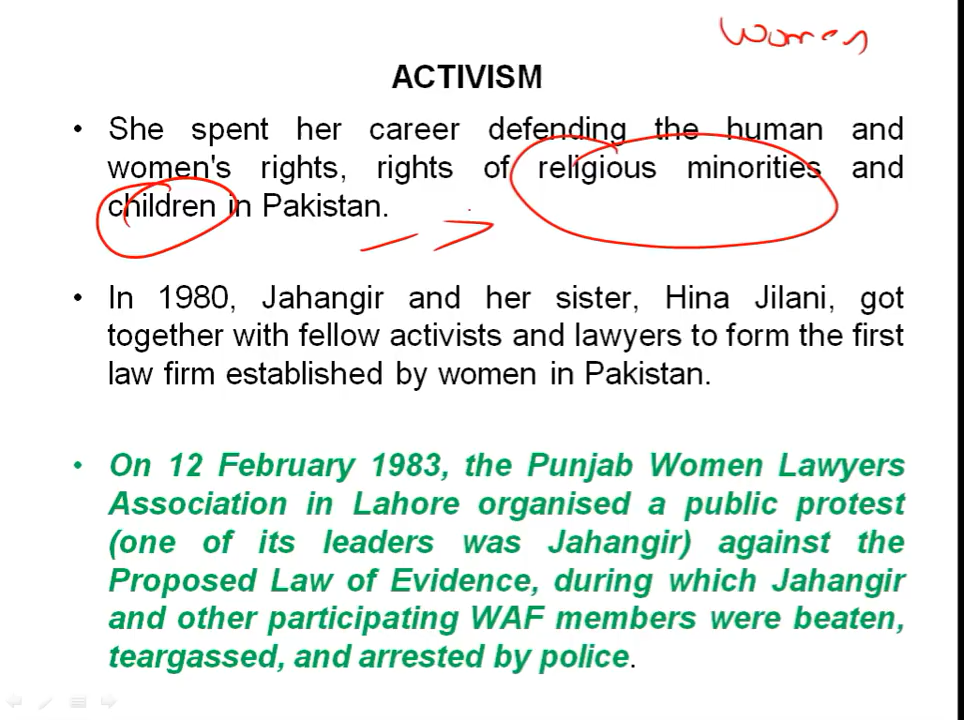 women
ACTIVISM
• She spent her career defending the human and
women's rights, rights of religious minorities and
children in Pakistan.
• In 1980, Jahangir and her sister, Hina Jilani, got
together with fellow activists and lawyers to form the first
law firm established by women in Pakistan.
• On 12 February 1983, the Punjab Women Lawyers
Association in Lahore organised a public protest
(one of its leaders was Jahangir) against the
Proposed Law of Evidence, during which Jahangir
and other participating WAF members were beaten,
teargassed, and arrested by police.